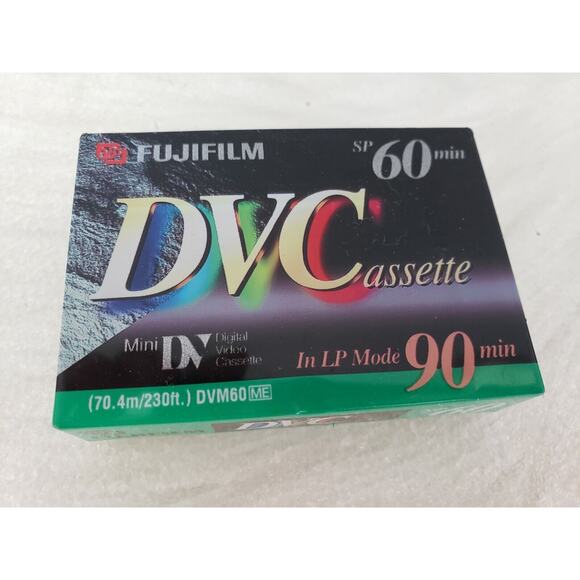 FUJIFILM
SP 60 min
DVCassette
Mini DV Digital Video Cassette
In LP Mode 90 min
(70.4m/230ft.) DVM60 ME
DVC